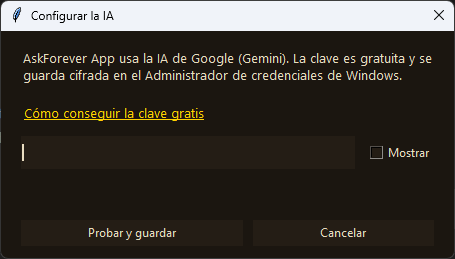 Configurar la IA
AskForever App usa la IA de Google (Gemini). La clave es gratuita y se
guarda cifrada en el Administrador de credenciales de Windows.
Cómo conseguir la clave gratis
Mostrar
Probar y guardar
Cancelar